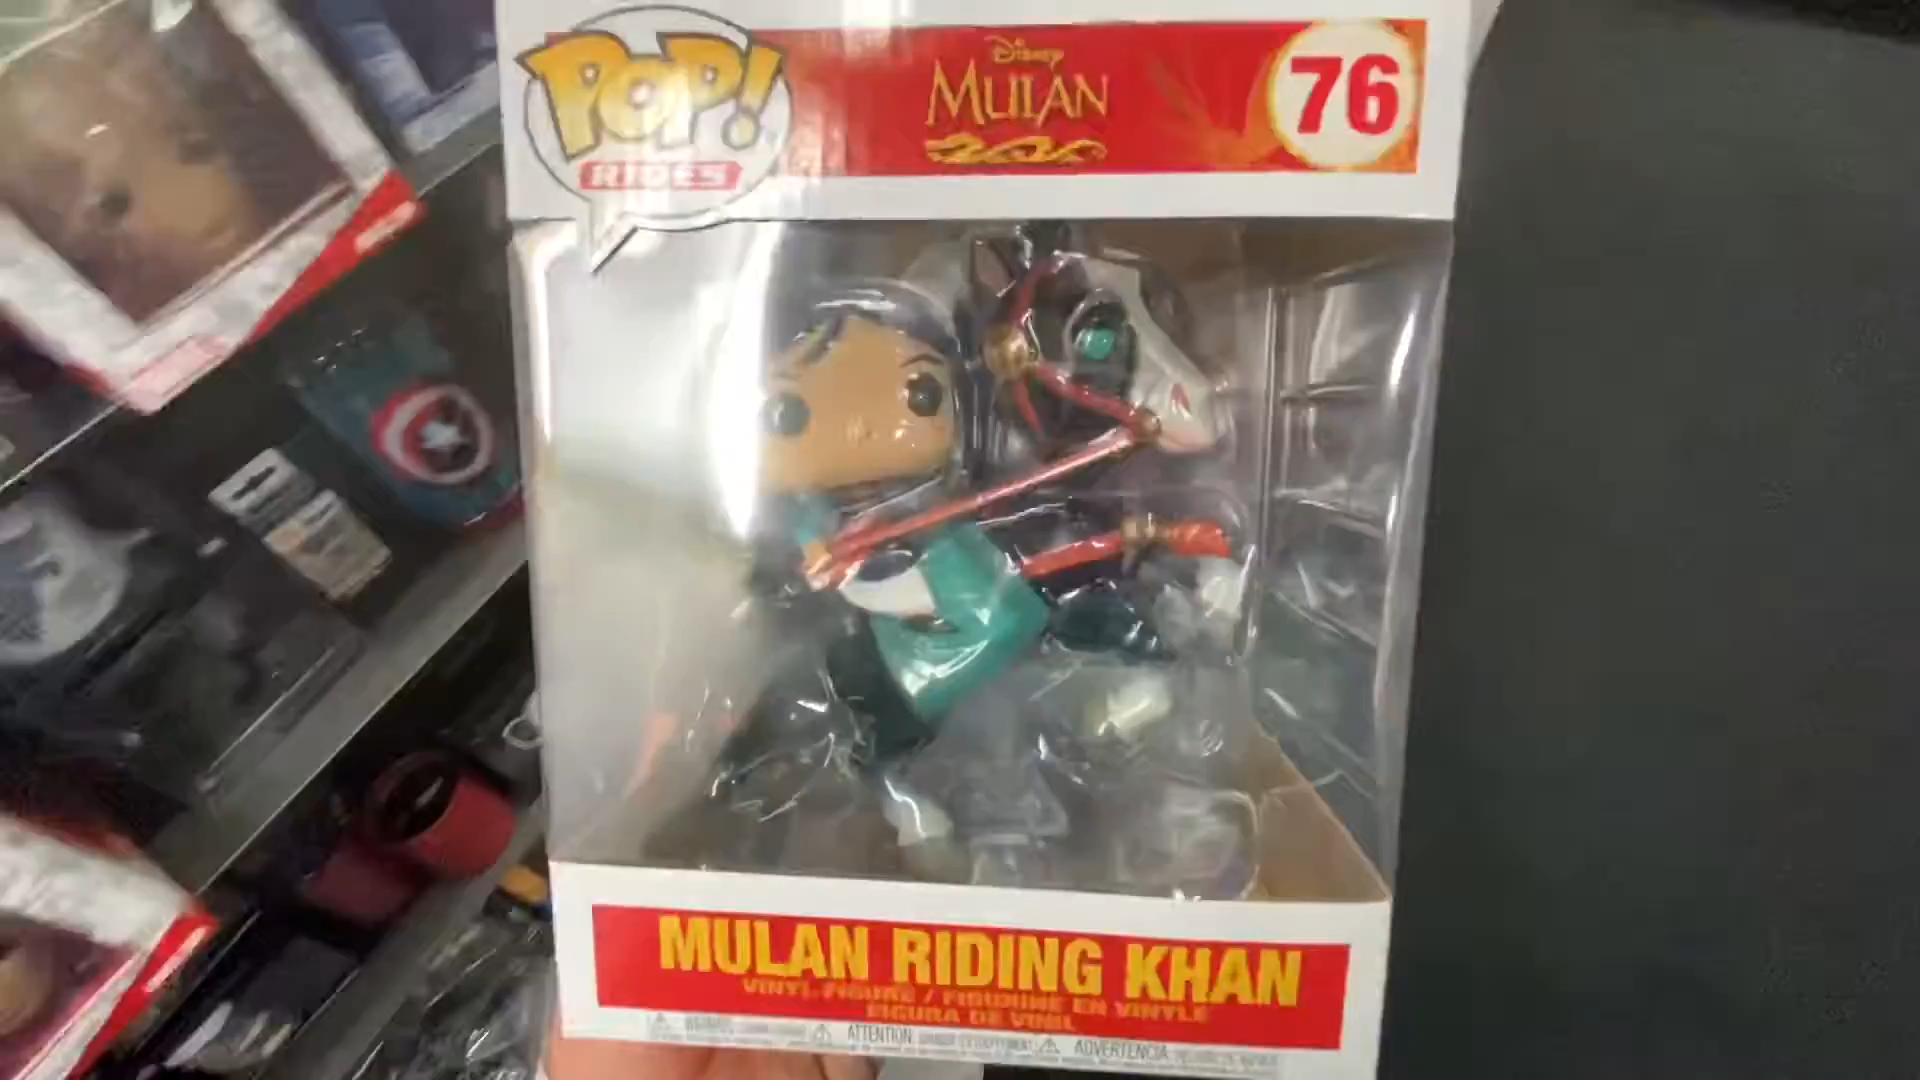 POP!
RIDES
Disney
MULAN
76
MULAN RIDING KHAN
VINYL FIGURE / FIGURINE EN VINYLE
FIGURA DE VINIL
WARNING: ATTENTION: ADVERTENCIA: